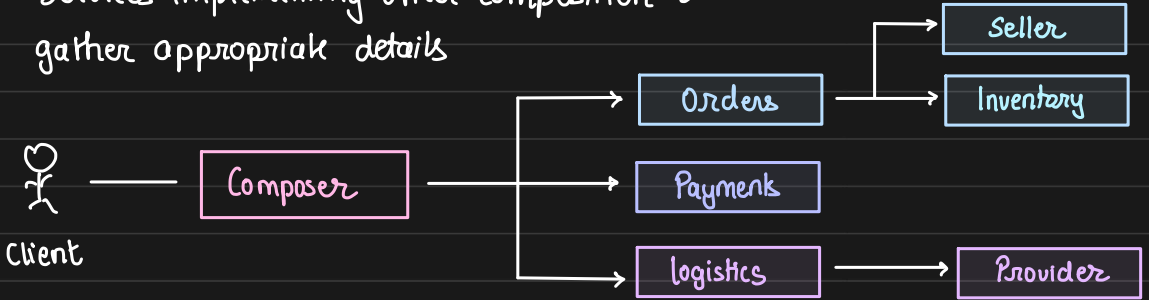 gather appropriate details
Seller
Orders
Inventory
Composer
Payments
Client
logistics
Provider